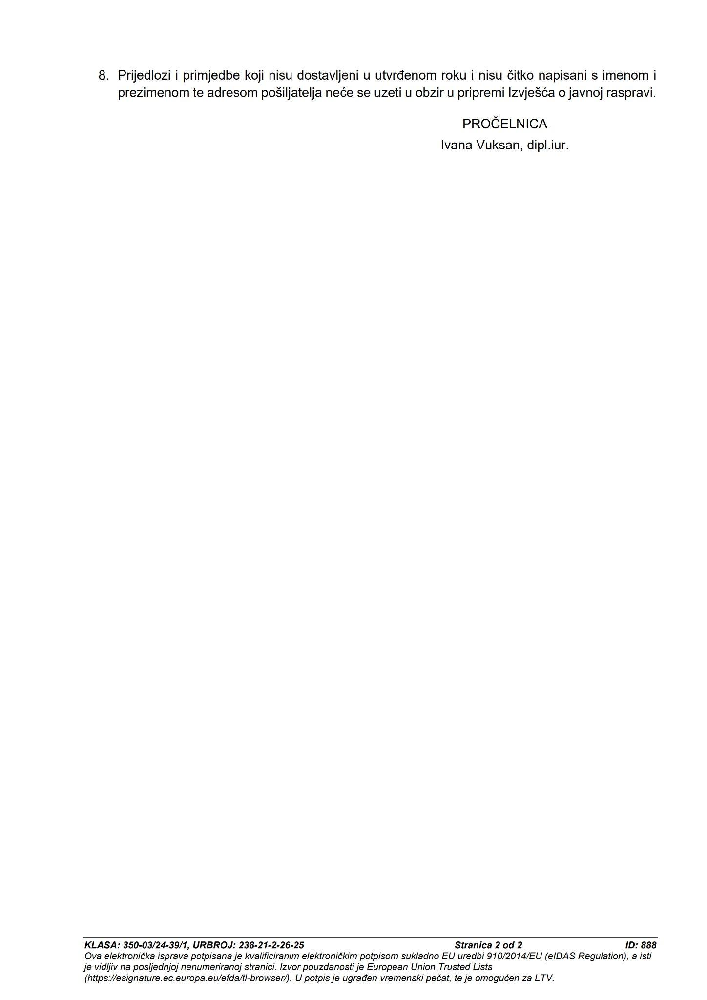 8. Prijedlozi i primjedbe koji nisu dostavljeni u utvrđenom roku i nisu čitko napisani s imenom i
prezimenom te adresom pošiljatelja neće se uzeti u obzir u pripremi Izvješća o javnoj raspravi.
PROČELNICA
Ivana Vuksan, dipl.iur.
KLASA: 350-03/24-39/1, URBROJ: 238-21-2-26-25 Stranica 2 od 2 ID: 888
Ova elektronička isprava potpisana je kvalificiranim elektroničkim potpisom sukladno EU uredbi 910/2014/EU (eIDAS Regulation), a isti
je vidljiv na posljednjoj nenumeriranoj stranici. Izvor pouzdanosti je European Union Trusted Lists
(https://esignature.ec.europa.eu/efda/tl-browser/). U potpis je ugrađen vremenski pečat, te je omogućen za LTV.